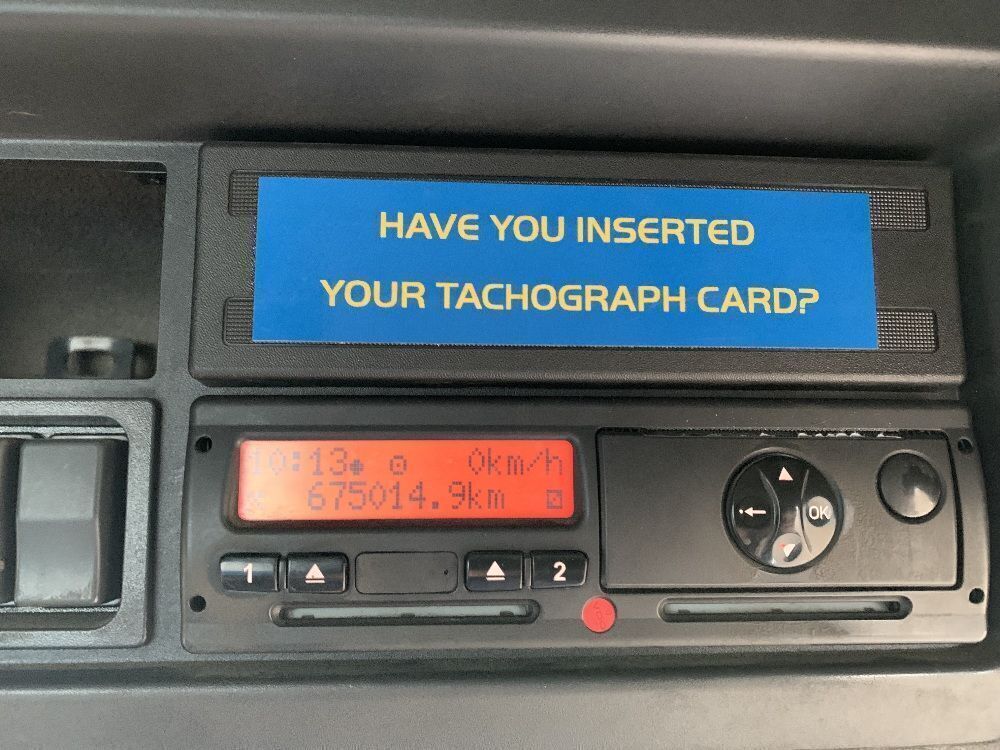 HAVE YOU INSERTED
YOUR TACHOGRAPH CARD?
10:13 0km/h
675014.9km
OK
1 2